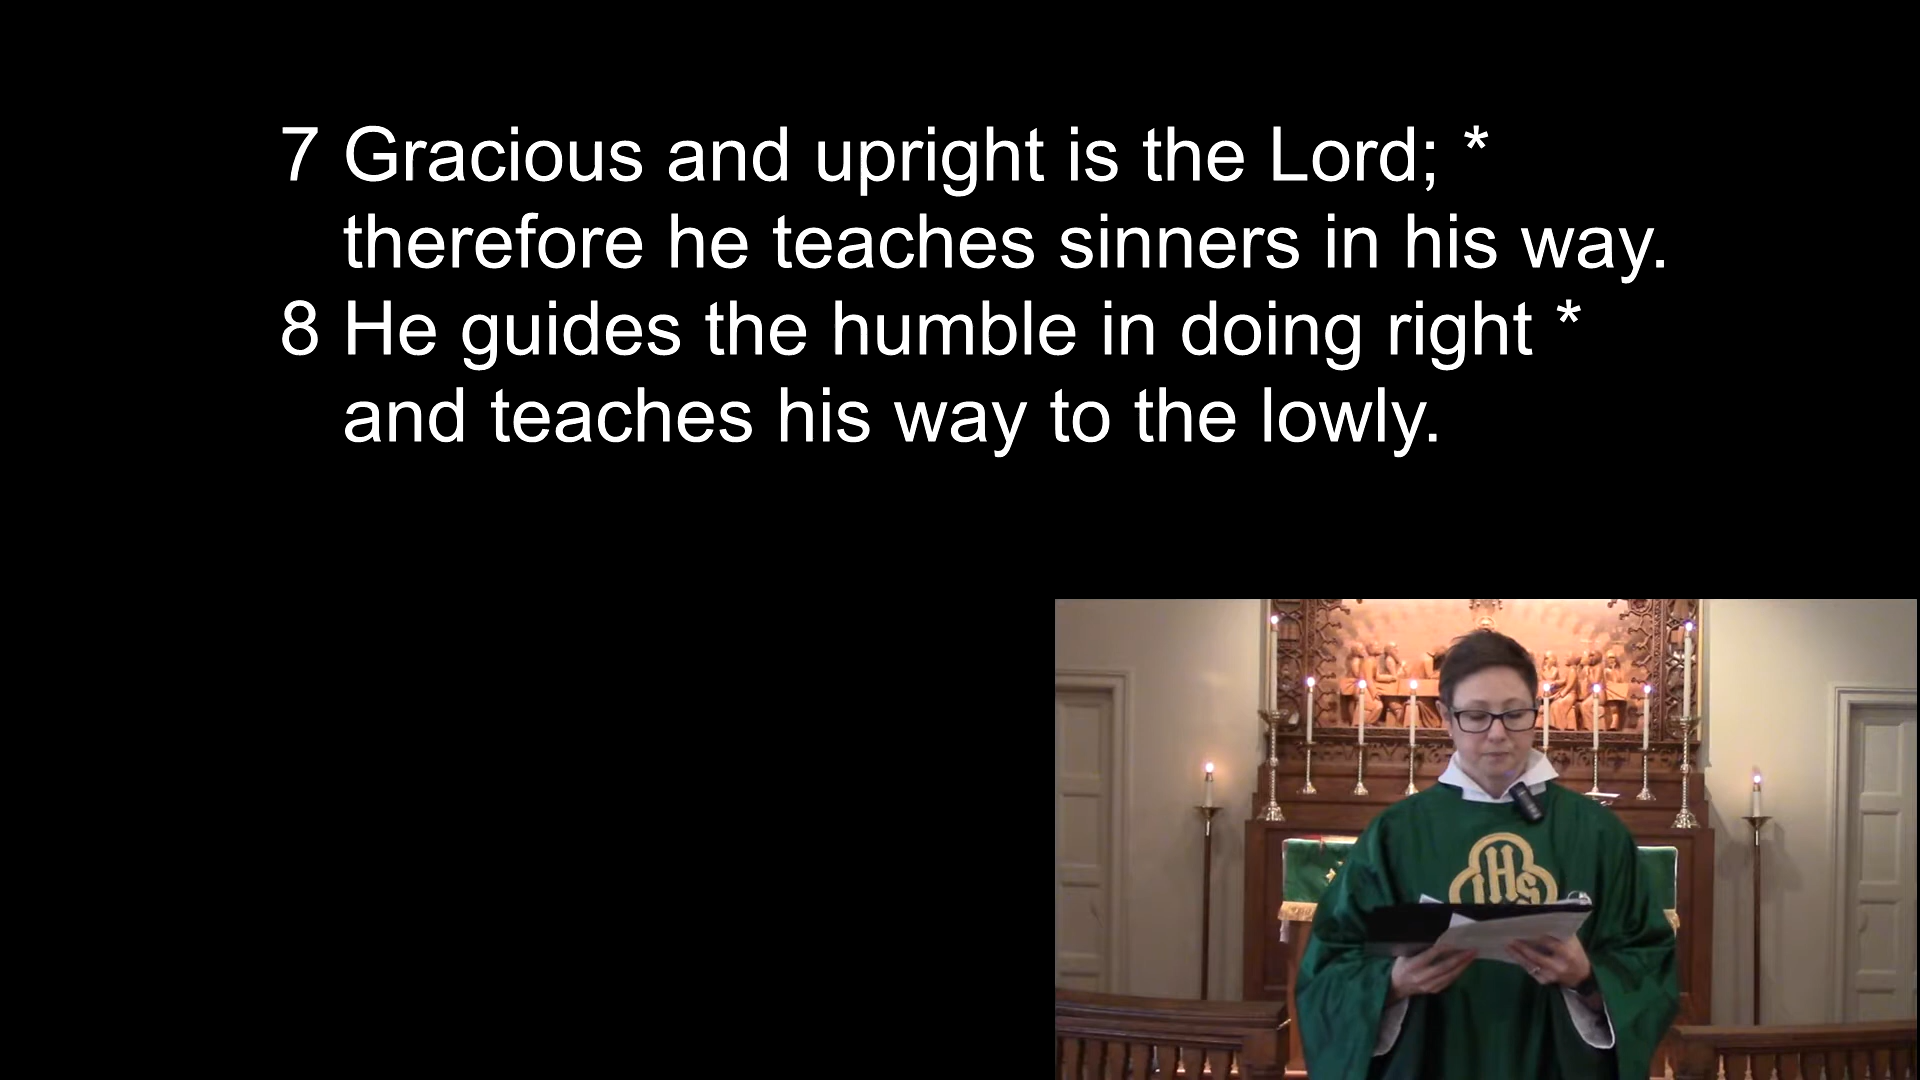 7 Gracious and upright is the Lord; *
therefore he teaches sinners in his way.
8 He guides the humble in doing right *
and teaches his way to the lowly.
IHS